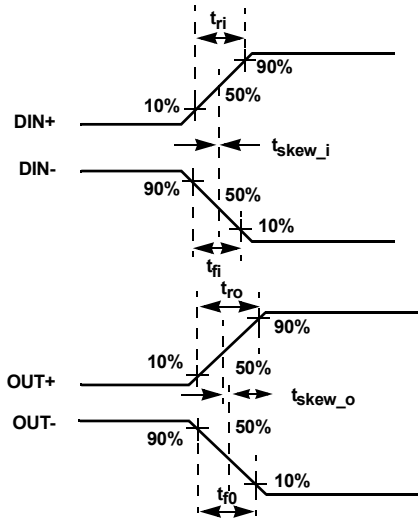 tri
90%
10%
50%
DIN+
tskew_i
DIN-
90%
50%
10%
tfi
tro
90%
10%
50%
OUT+
tskew_o
OUT-
50%
90%
10%
tf0